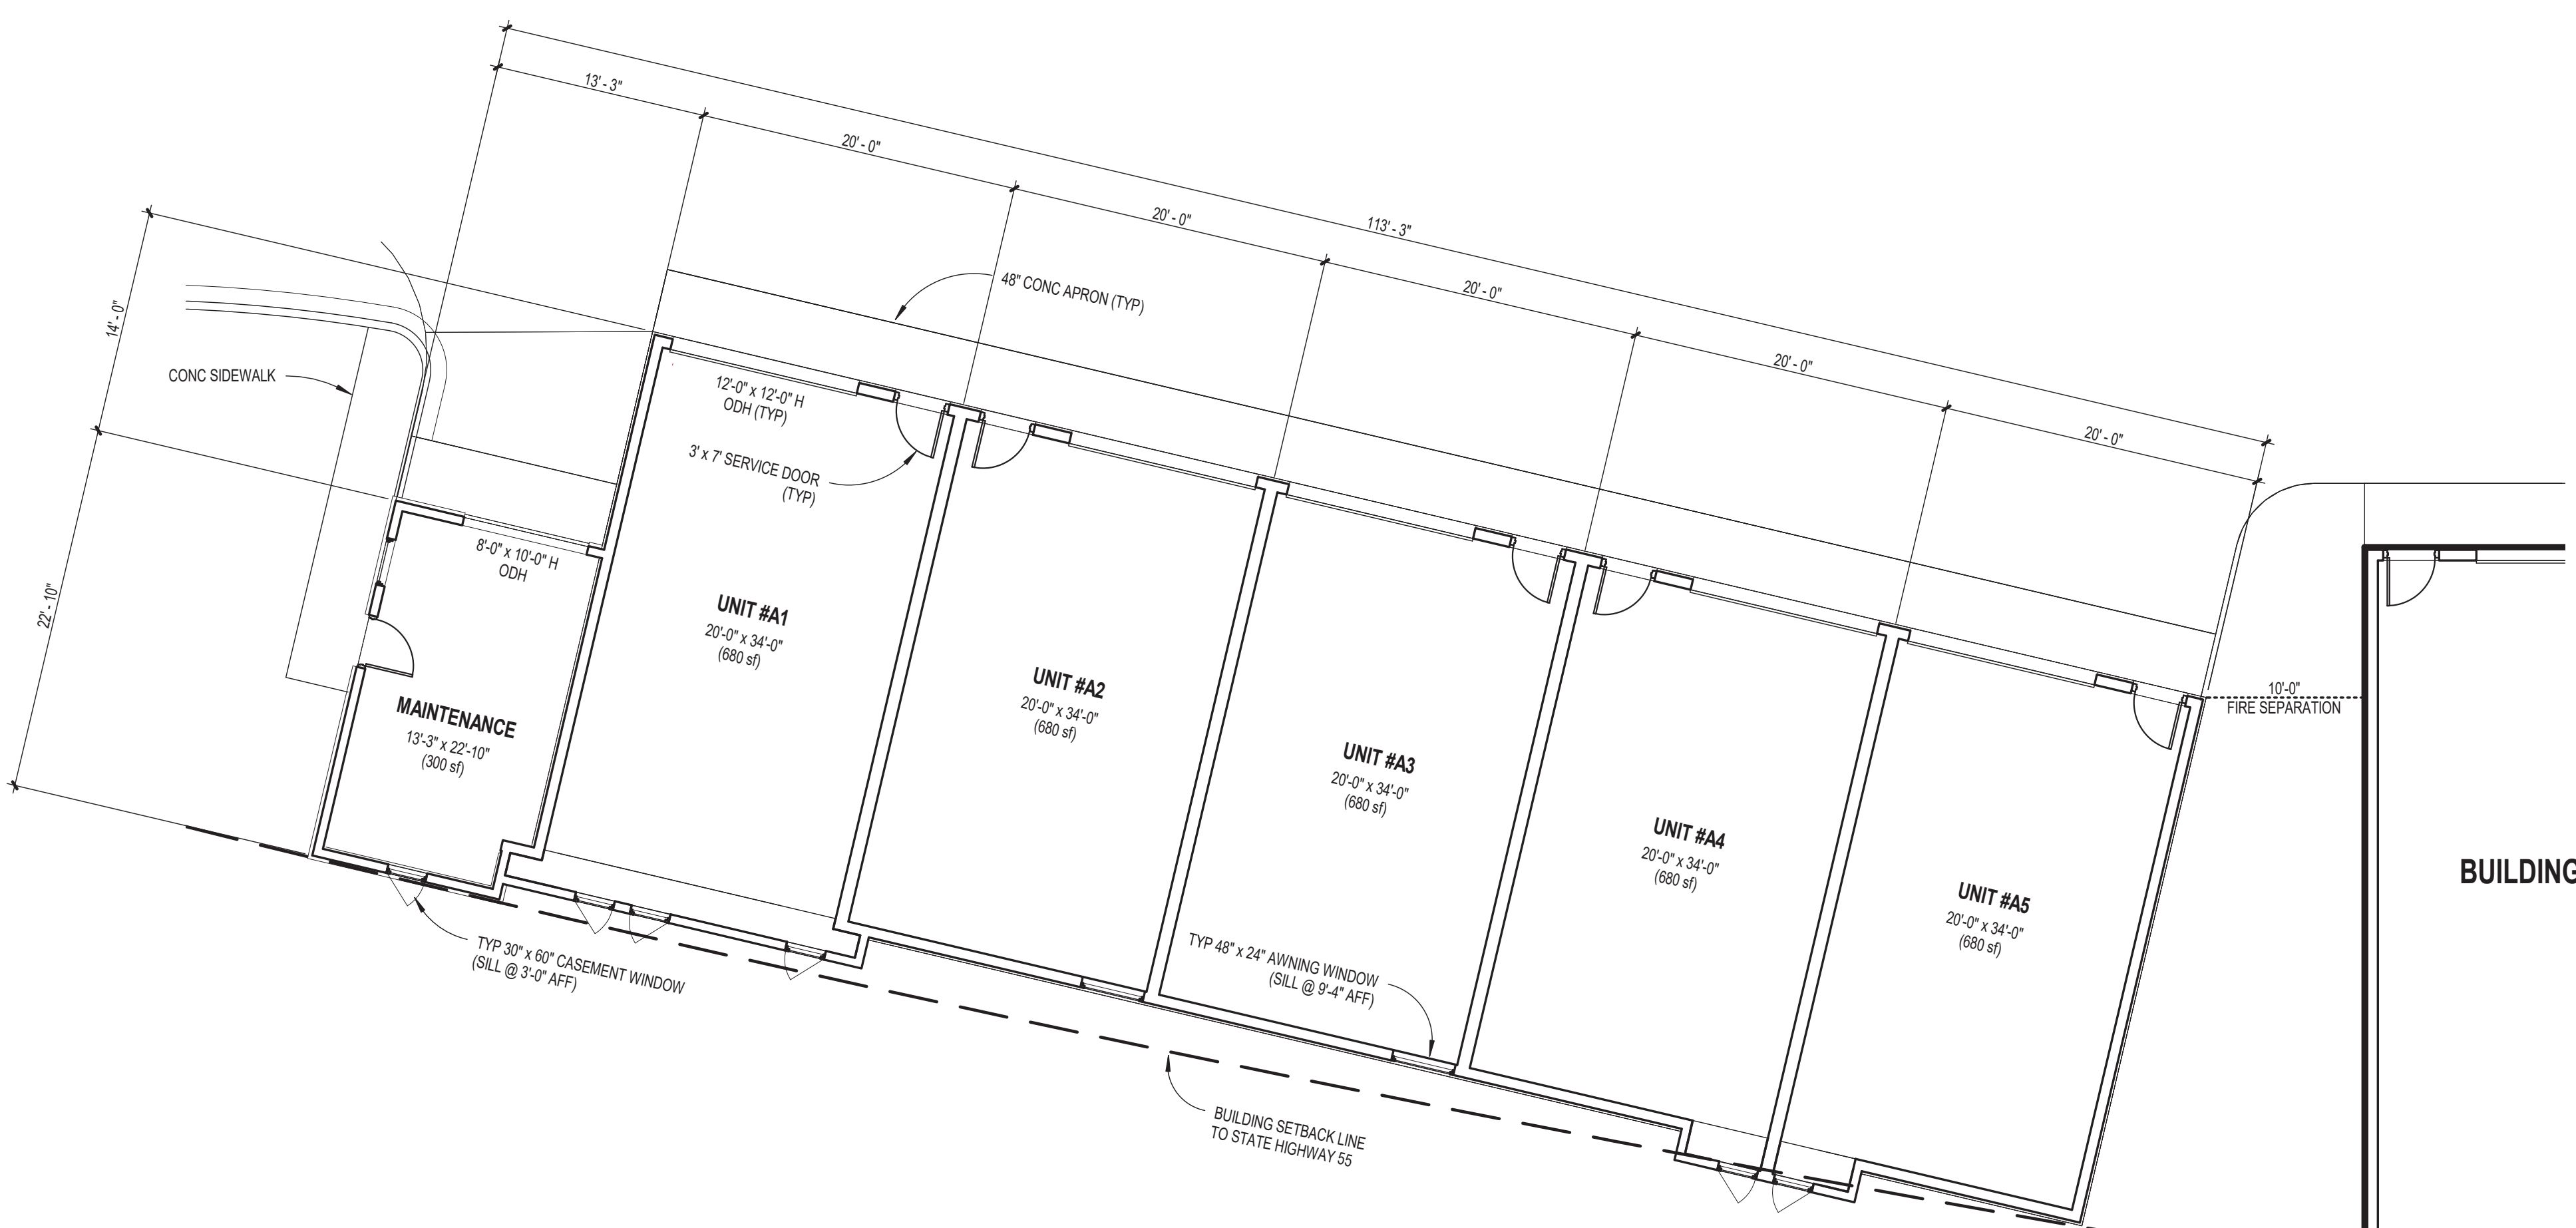 13' - 3"
20' - 0"
20' - 0"
113' - 3"
20' - 0"
20' - 0"
20' - 0"
14' - 0"
22' - 10"
48" CONC APRON (TYP)
CONC SIDEWALK
12'-0" x 12'-0" H
ODH (TYP)
3' x 7' SERVICE DOOR
(TYP)
8'-0" x 10'-0" H
ODH
MAINTENANCE
13'-3" x 22'-10"
(300 sf)
UNIT #A1
20'-0" x 34'-0"
(680 sf)
UNIT #A2
20'-0" x 34'-0"
(680 sf)
UNIT #A3
20'-0" x 34'-0"
(680 sf)
UNIT #A4
20'-0" x 34'-0"
(680 sf)
UNIT #A5
20'-0" x 34'-0"
(680 sf)
10'-0"
FIRE SEPARATION
BUILDING
TYP 30" x 60" CASEMENT WINDOW
(SILL @ 3'-0" AFF)
TYP 48" x 24" AWNING WINDOW
(SILL @ 9'-4" AFF)
BUILDING SETBACK LINE
TO STATE HIGHWAY 55